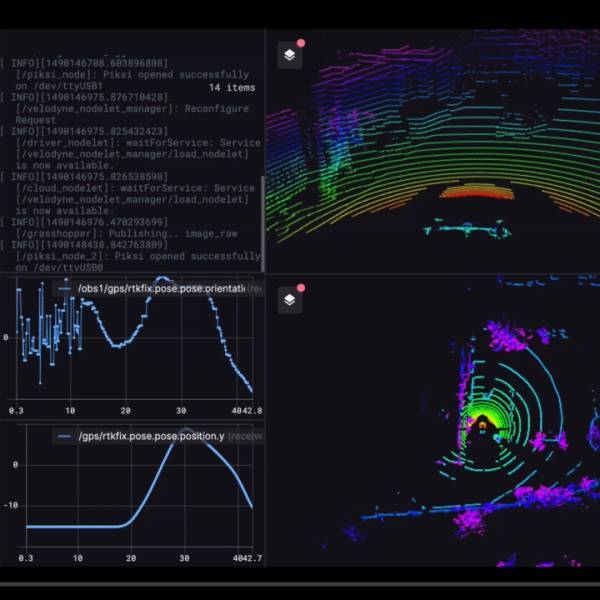 [ INFO][1490146708.603896808]
[/piksi_node]: Piksi opened successfully
on /dev/ttyUSB1
14 items
[ INFO][1490146975.876710428]
[/velodyne_nodelet_manager]: Reconfigure
Request
[ INFO][1490146975.825432423]
[/driver_nodelet]: waitForService: Service
[/velodyne_nodelet_manager/load_nodelet]
is now available.
[ INFO][1490146975.826538598]
[/cloud_nodelet]: waitForService: Service
[/velodyne_nodelet_manager/load_nodelet]
is now available.
[ INFO][1490146976.470293699]
[/grasshopper]: Publishing.. image_raw
[ INFO][1490148438.842763809]
[/piksi_node_2]: Piksi opened successfully
on /dev/ttyUSB0
/obs1/gps/rtkfix.pose.pose.orientati
0
0.3 10 20 30 4042.8
/gps/rtkfix.pose.pose.position.y (receive
0
-10
0.3 10 20 30 4042.7